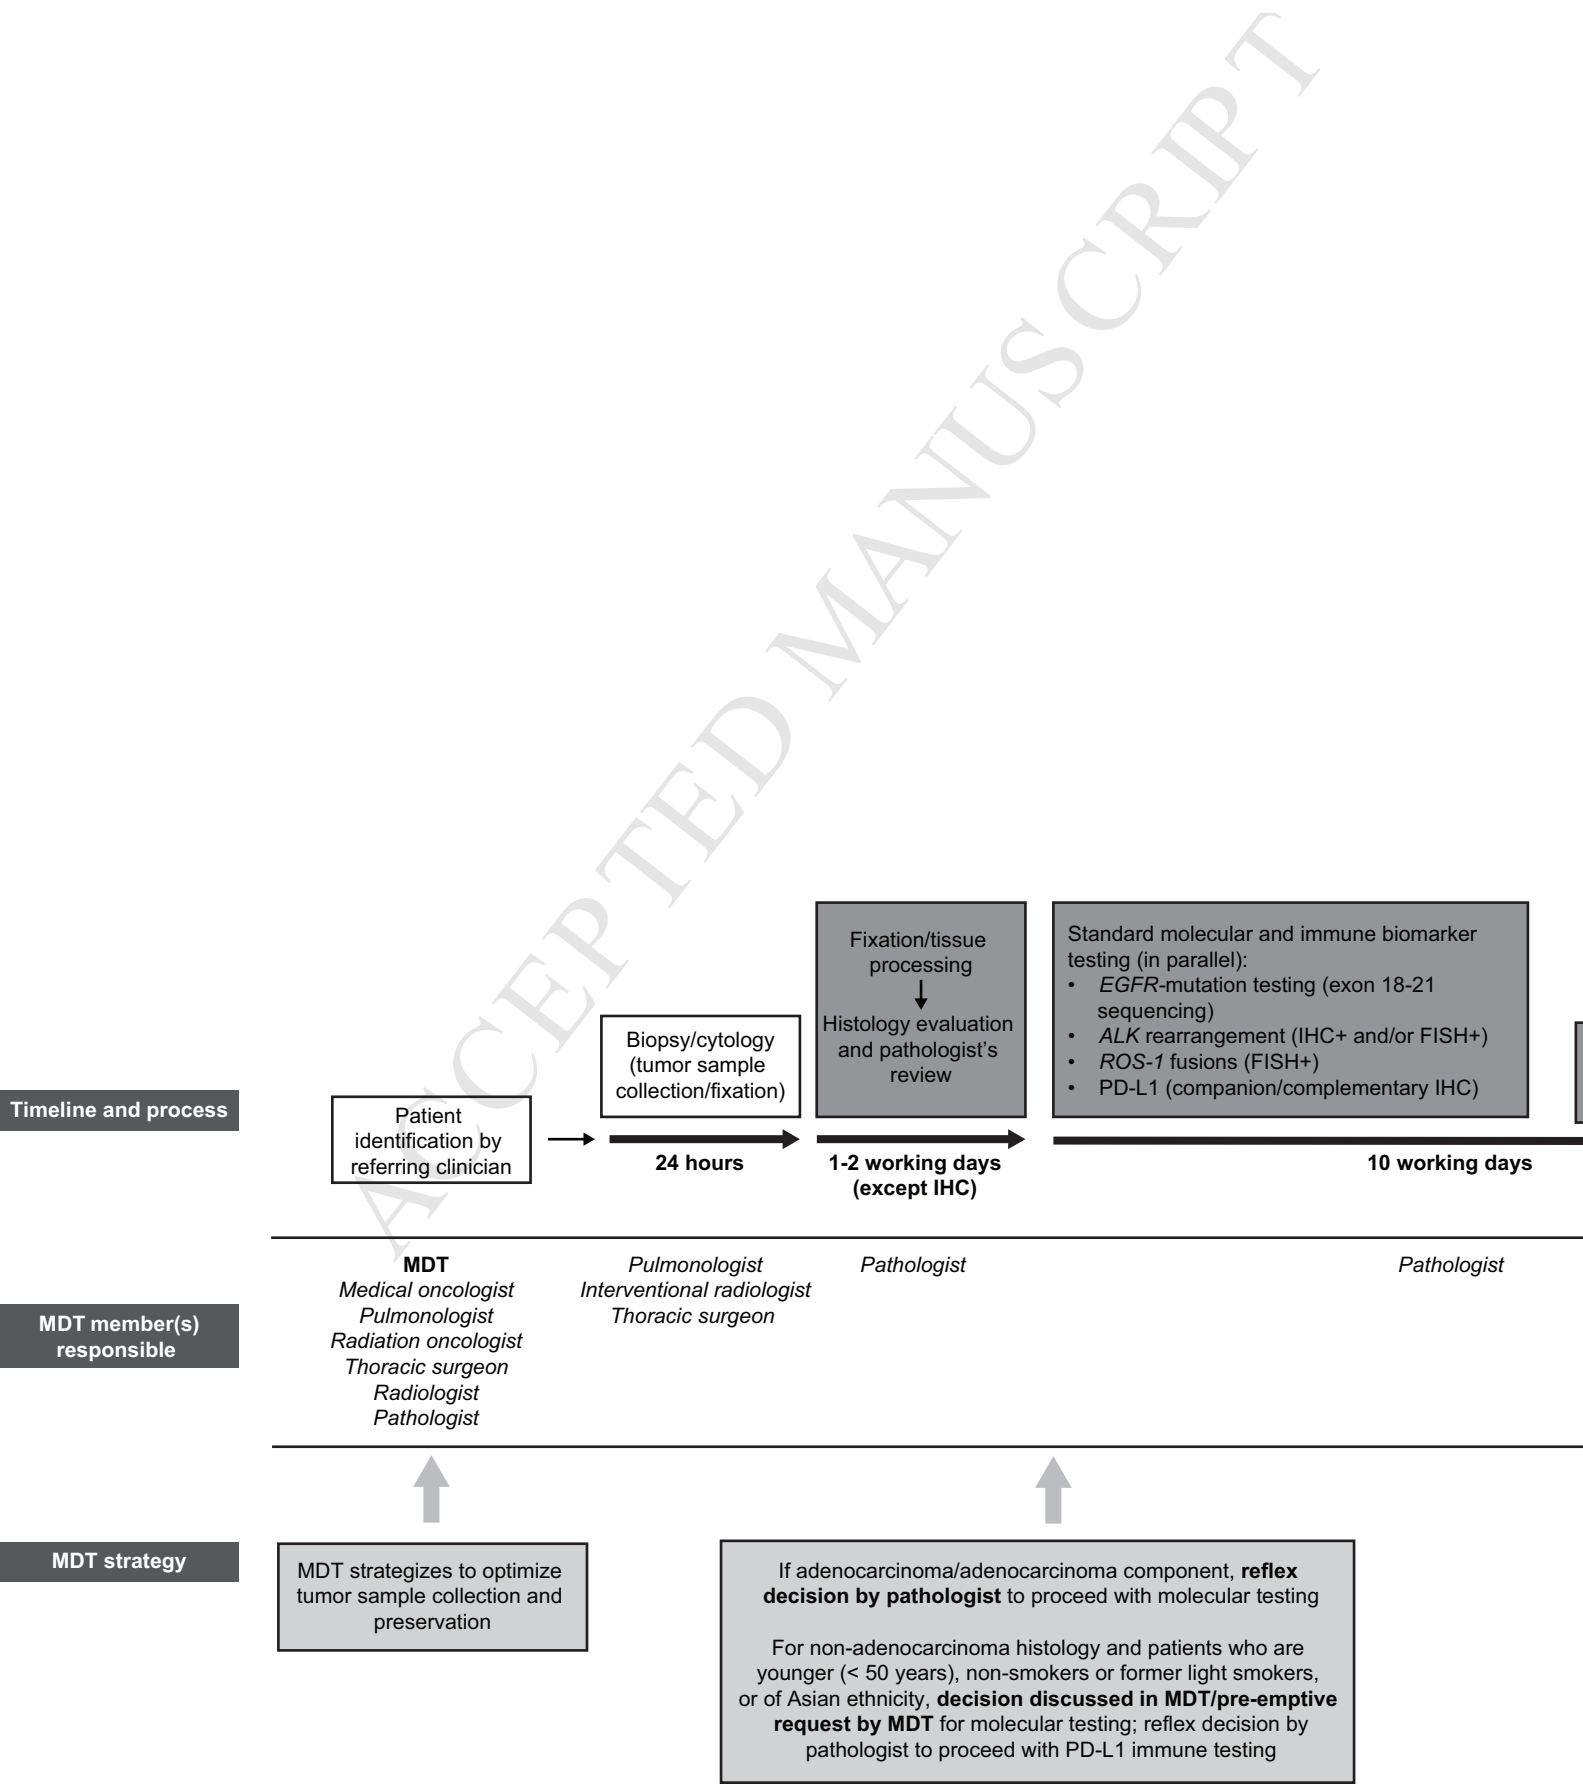 ACCEPTED MANUSCRIPT
Timeline and process
Patient
identification by
referring clinician
Biopsy/cytology
(tumor sample
collection/fixation)
24 hours
Fixation/tissue
processing
Histology evaluation
and pathologist's
review
1-2 working days
(except IHC)
Standard molecular and immune biomarker
testing (in parallel):
• EGFR-mutation testing (exon 18-21
sequencing)
• ALK rearrangement (IHC+ and/or FISH+)
• ROS-1 fusions (FISH+)
• PD-L1 (companion/complementary IHC)
10 working days
MDT member(s)
responsible
MDT
Medical oncologist
Pulmonologist
Radiation oncologist
Thoracic surgeon
Radiologist
Pathologist
Pulmonologist
Interventional radiologist
Thoracic surgeon
Pathologist
Pathologist
MDT strategy
MDT strategizes to optimize
tumor sample collection and
preservation
If adenocarcinoma/adenocarcinoma component, reflex
decision by pathologist to proceed with molecular testing
For non-adenocarcinoma histology and patients who are
younger (< 50 years), non-smokers or former light smokers,
or of Asian ethnicity, decision discussed in MDT/pre-emptive
request by MDT for molecular testing; reflex decision by
pathologist to proceed with PD-L1 immune testing